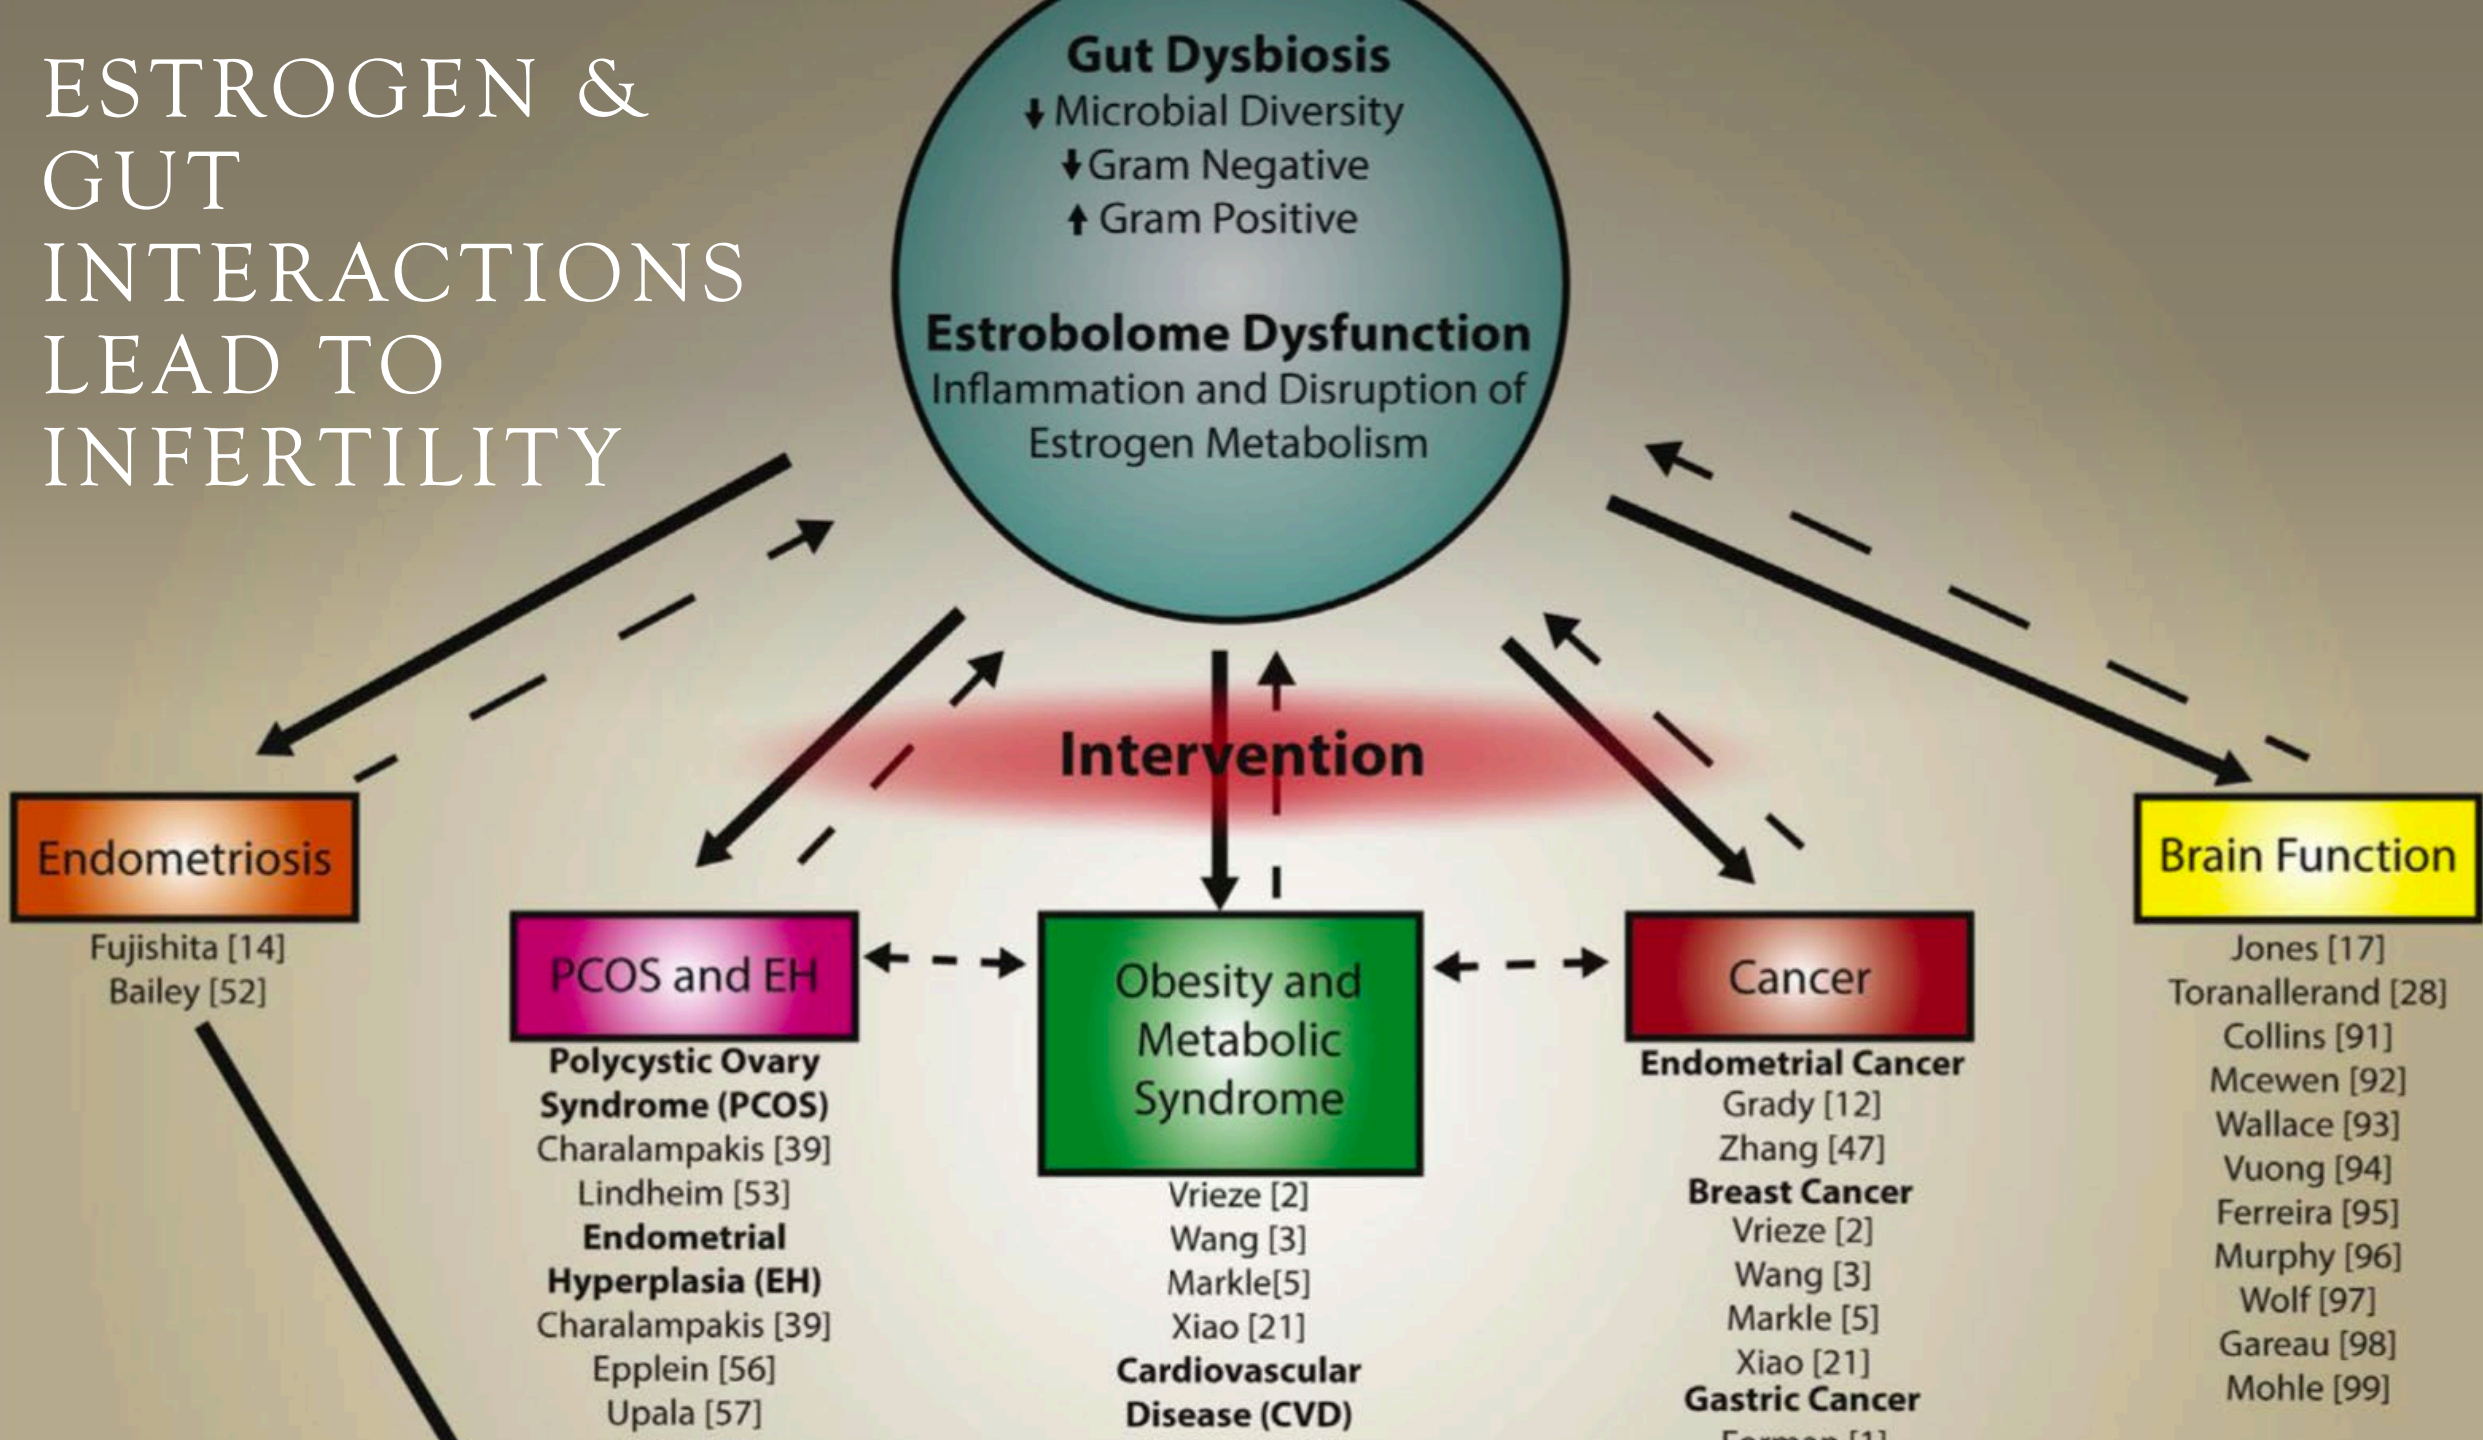 ESTROGEN &
GUT
INTERACTIONS
LEAD TO
INFERTILITY
Gut Dysbiosis
↓ Microbial Diversity
↓ Gram Negative
↑ Gram Positive
Estrobolome Dysfunction
Inflammation and Disruption of
Estrogen Metabolism
Intervention
Endometriosis
Fujishita [14]
Bailey [52]
PCOS and EH
Polycystic Ovary
Syndrome (PCOS)
Charalampakis [39]
Lindheim [53]
Endometrial
Hyperplasia (EH)
Charalampakis [39]
Epplein [56]
Upala [57]
Obesity and
Metabolic
Syndrome
Vrieze [2]
Wang [3]
Markle[5]
Xiao [21]
Cardiovascular
Disease (CVD)
Cancer
Endometrial Cancer
Grady [12]
Zhang [47]
Breast Cancer
Vrieze [2]
Wang [3]
Markle [5]
Xiao [21]
Gastric Cancer
Brain Function
Jones [17]
Toranallerand [28]
Collins [91]
Mcewen [92]
Wallace [93]
Vuong [94]
Ferreira [95]
Murphy [96]
Wolf [97]
Gareau [98]
Mohle [99]